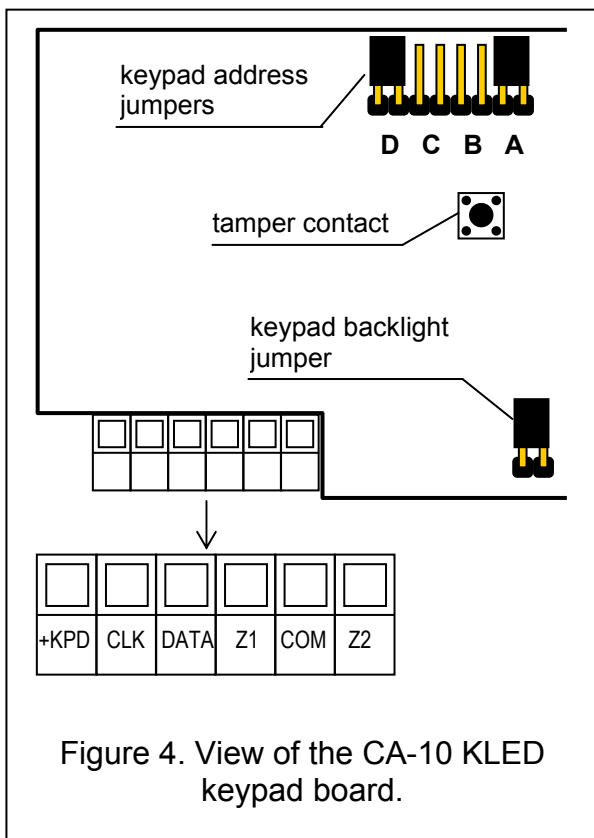 keypad address
jumpers
D C B A
tamper contact
keypad backlight
jumper
+KPD CLK DATA Z1 COM Z2
Figure 4. View of the CA-10 KLED
keypad board.